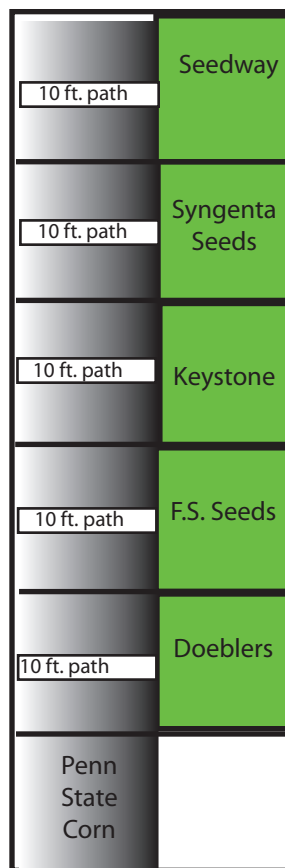 Seedway
10 ft. path
Syngenta
Seeds
10 ft. path
Keystone
10 ft. path
F.S. Seeds
10 ft. path
Doeblers
10 ft. path
Penn
State
Corn